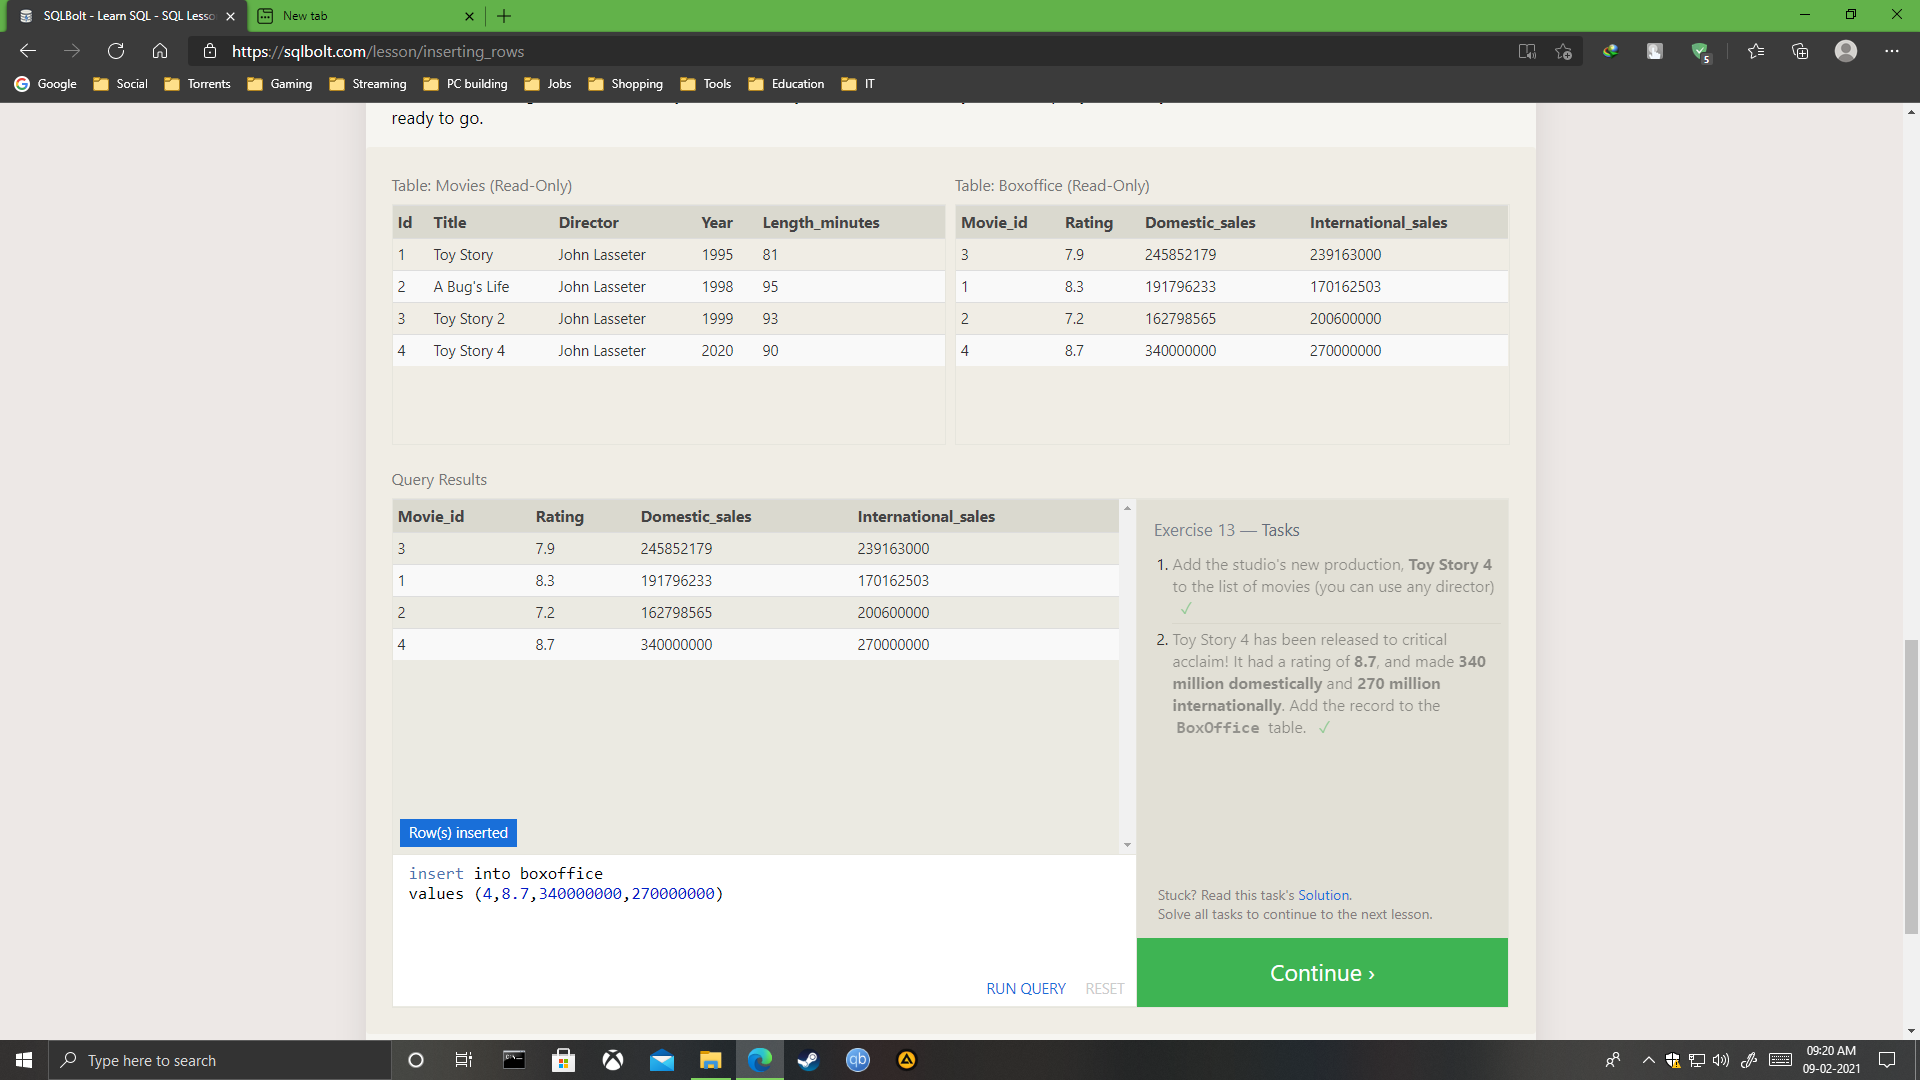 SQLBolt - Learn SQL - SQL Lesso
New tab
https://sqlbolt.com/lesson/inserting_rows
5
Google
Social
Torrents
Gaming
Streaming
PC building
Jobs
Shopping
Tools
Education
IT
ready to go.
Table: Movies (Read-Only)
Id Title Director Year Length_minutes
1 Toy Story John Lasseter 1995 81
2 A Bug's Life John Lasseter 1998 95
3 Toy Story 2 John Lasseter 1999 93
4 Toy Story 4 John Lasseter 2020 90
Table: Boxoffice (Read-Only)
Movie_id Rating Domestic_sales International_sales
3 7.9 245852179 239163000
1 8.3 191796233 170162503
2 7.2 162798565 200600000
4 8.7 340000000 270000000
Query Results
Movie_id Rating Domestic_sales International_sales
3 7.9 245852179 239163000
1 8.3 191796233 170162503
2 7.2 162798565 200600000
4 8.7 340000000 270000000
Row(s) inserted
insert into boxoffice
values (4,8.7,340000000,270000000)
RUN QUERY RESET
Exercise 13 — Tasks
1. Add the studio's new production, Toy Story 4
to the list of movies (you can use any director)
✓
2. Toy Story 4 has been released to critical
acclaim! It had a rating of 8.7, and made 340
million domestically and 270 million
internationally. Add the record to the
BoxOffice table. ✓
Stuck? Read this task's Solution.
Solve all tasks to continue to the next lesson.
Continue ›
Type here to search
qb
09:20 AM
09-02-2021